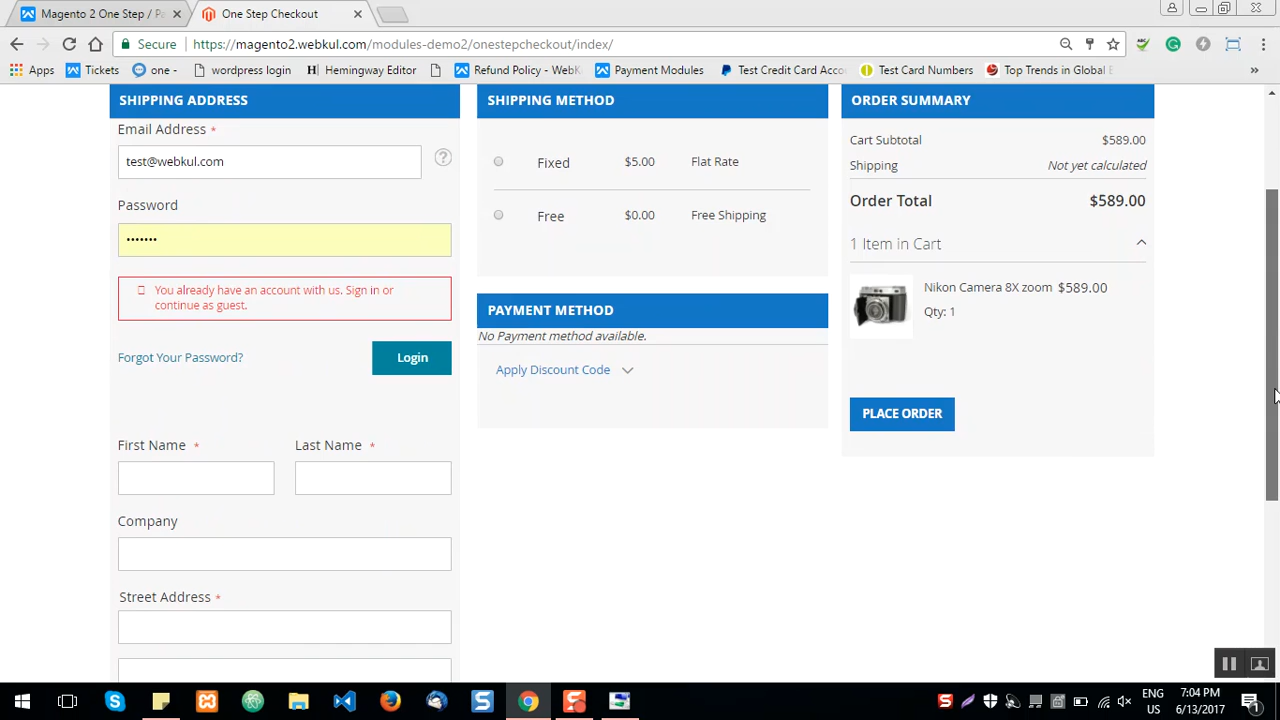 Magento 2 One Step / Pa
One Step Checkout
Secure
https://magento2.webkul.com/modules-demo2/onestepcheckout/index/
Apps
Tickets
one -
wordpress login
Hemingway Editor
Refund Policy - WebK
Payment Modules
Test Credit Card Acco
Test Card Numbers
Top Trends in Global E
»
SHIPPING ADDRESS
Email Address *
test@webkul.com
?
Password
•••••••
You already have an account with us. Sign in or
continue as guest.
Forgot Your Password?
Login
First Name *
Last Name *
Company
Street Address *
SHIPPING METHOD
Fixed $5.00 Flat Rate
Free $0.00 Free Shipping
PAYMENT METHOD
No Payment method available.
Apply Discount Code
ORDER SUMMARY
Cart Subtotal $589.00
Shipping Not yet calculated
Order Total $589.00
1 Item in Cart
Nikon Camera 8X zoom $589.00
Qty: 1
PLACE ORDER
ENG
US
7:04 PM
6/13/2017